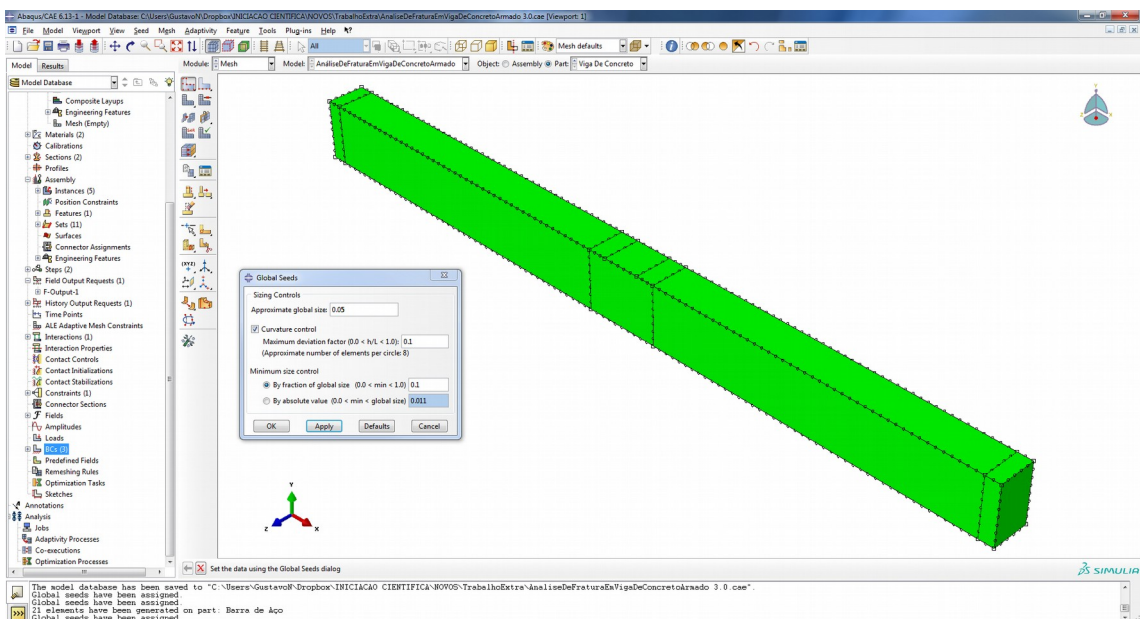 Abaqus/CAE 6.13-1 - Model Database: C:\Users\GustavoN\Dropbox\INICIACAO CIENTIFICA\NOVOS\TrabalhoExtra\AnaliseDeFraturaEmVigaDeConcretoArmado 3.0.cae [Viewport: 1]
File Model Viewport View Seed Mesh Adaptivity Feature Tools Plug-ins Help
All Mesh defaults
Model Results Module: Mesh Model: AnáliseDeFraturaEmVigaDeConcretoArmado Object: Assembly Part: Viga De Concreto
Model Database
Composite Layups
Engineering Features
Mesh (Empty)
Materials (2)
Calibrations
Sections (2)
Profiles
Assembly
Instances (5)
Position Constraints
Features (1)
Sets (11)
Surfaces
Connector Assignments
Engineering Features
Steps (2)
Field Output Requests (1)
F-Output-1
History Output Requests (1)
Time Points
ALE Adaptive Mesh Constraints
Interactions (1)
Interaction Properties
Contact Controls
Contact Initializations
Contact Stabilizations
Constraints (1)
Connector Sections
Fields
Amplitudes
Loads
BCs (3)
Predefined Fields
Remeshing Rules
Optimization Tasks
Sketches
Annotations
Analysis
Jobs
Adaptivity Processes
Co-executions
Optimization Processes
(XYZ)
Global Seeds
Sizing Controls
Approximate global size: 0.05
Curvature control
Maximum deviation factor (0.0 < h/L < 1.0): 0.1
(Approximate number of elements per circle: 8)
Minimum size control
By fraction of global size (0.0 < min < 1.0) 0.1
By absolute value (0.0 < min < global size) 0.011
OK Apply Defaults Cancel
Y
Z X
Set the data using the Global Seeds dialog
SIMULIA
The model database has been saved to "C:\Users\GustavoN\Dropbox\INICIACAO CIENTIFICA\NOVOS\TrabalhoExtra\AnaliseDeFraturaEmVigaDeConcretoArmado 3.0.cae".
Global seeds have been assigned.
Global seeds have been assigned.
21 elements have been generated on part: Barra de Aço
Global seeds have been assigned.